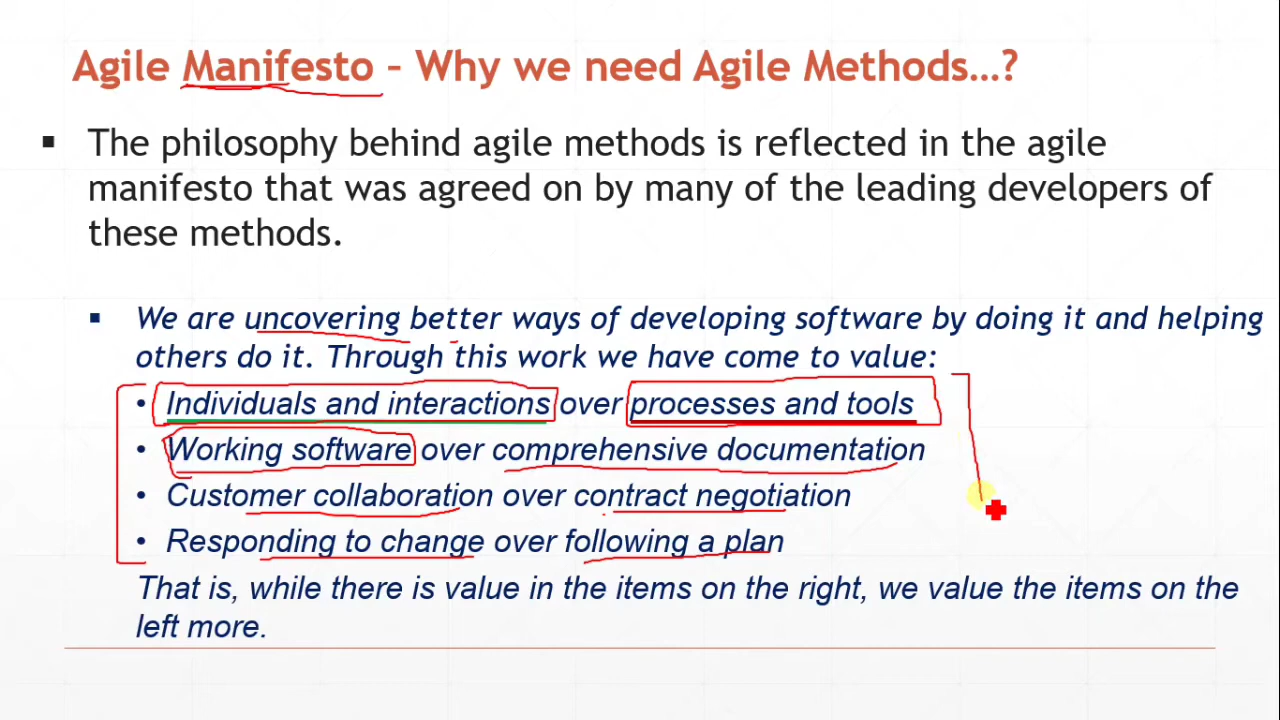 Agile Manifesto – Why we need Agile Methods…?
▪ The philosophy behind agile methods is reflected in the agile
manifesto that was agreed on by many of the leading developers of
these methods.
▪ We are uncovering better ways of developing software by doing it and helping
others do it. Through this work we have come to value:
• Individuals and interactions over processes and tools
• Working software over comprehensive documentation
• Customer collaboration over contract negotiation
• Responding to change over following a plan
That is, while there is value in the items on the right, we value the items on the
left more.